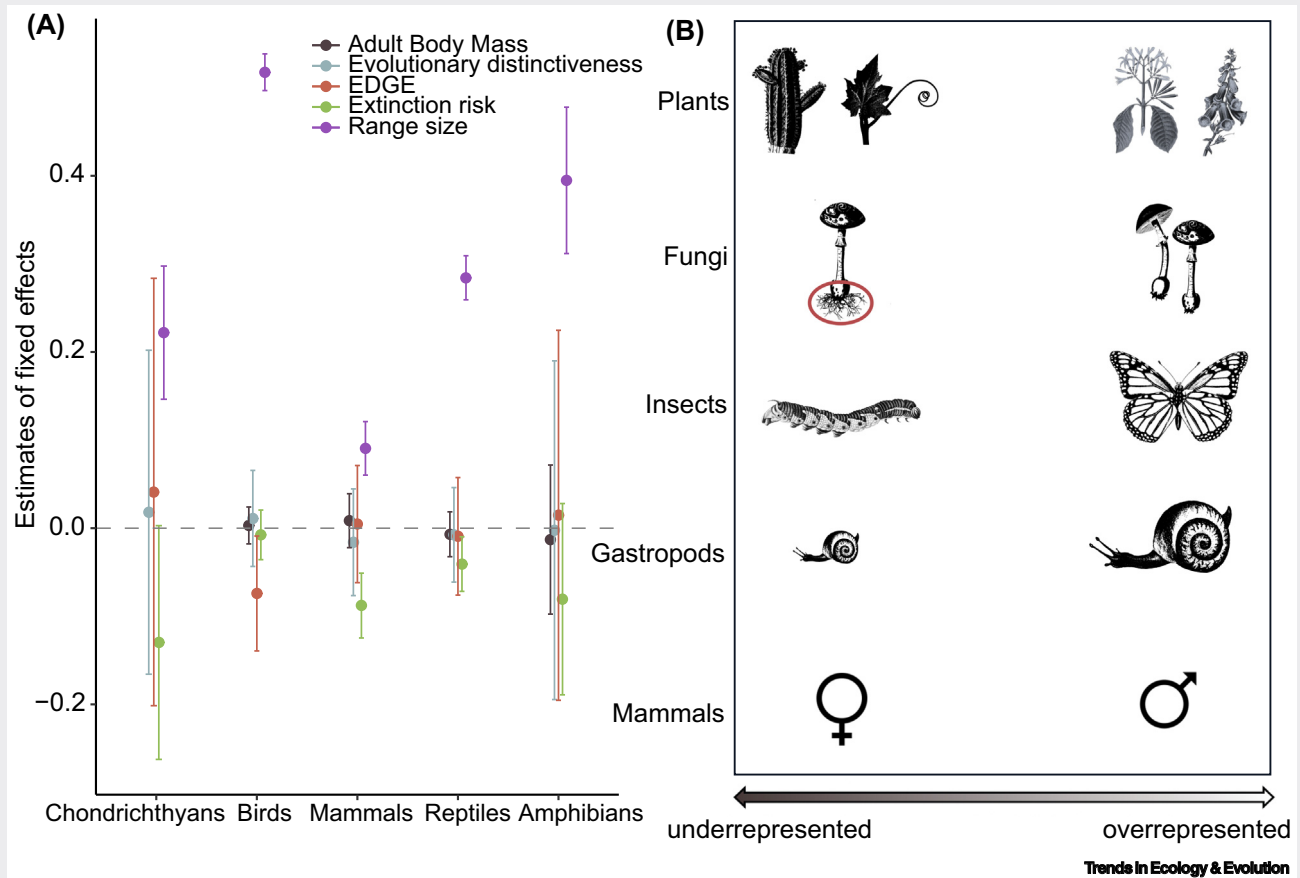 (A)
Adult Body Mass
Evolutionary distinctiveness
EDGE
Extinction risk
Range size
Estimates of fixed effects
0.4
0.2
0.0
−0.2
Chondrichthyans Birds Mammals Reptiles Amphibians
(B)
Plants
Fungi
Insects
Gastropods
Mammals
underrepresented overrepresented
Trends in Ecology & Evolution